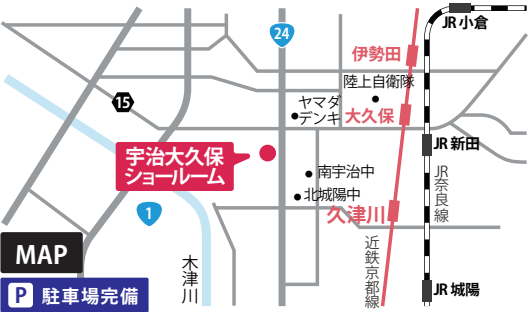 JR 小倉
24
伊勢田
陸上自衛隊
15
ヤマダ
デンキ
大久保
JR 新田
宇治大久保
ショールーム
南宇治中
北城陽中
JR奈良線
1
久津川
近鉄京都線
木津川
MAP
P 駐車場完備
JR 城陽